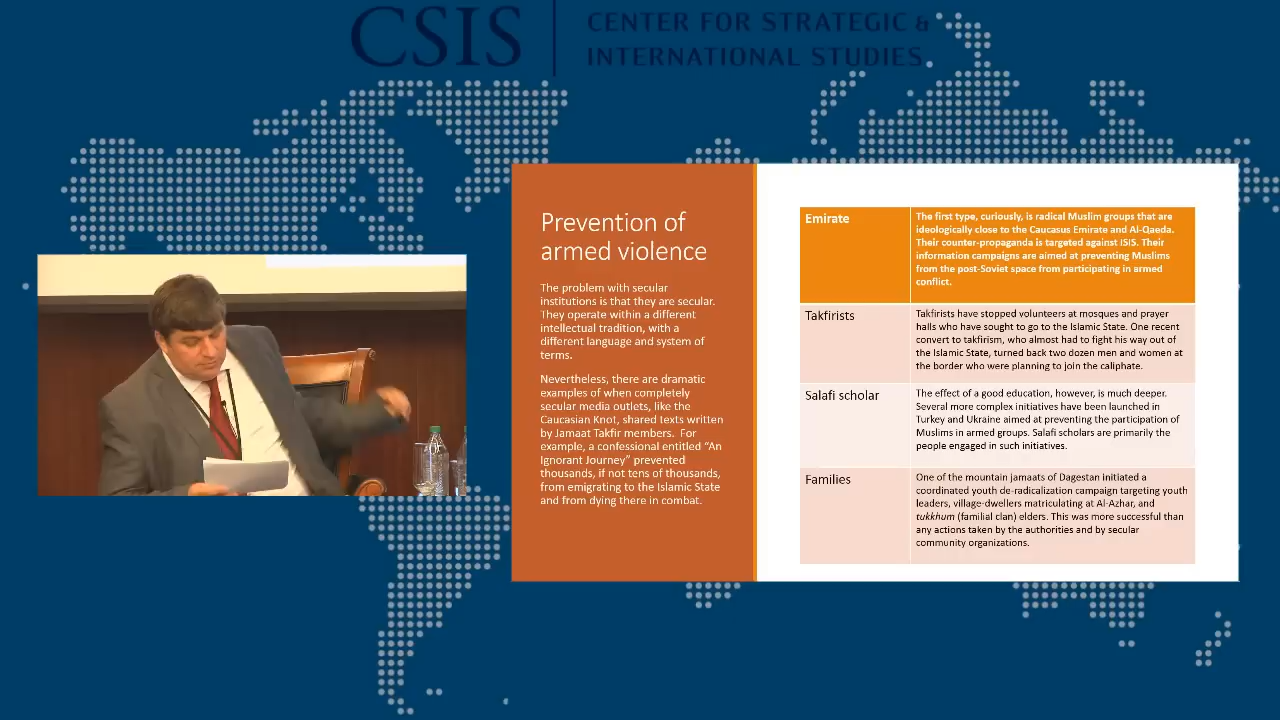 CSIS
CENTER FOR STRATEGIC &
INTERNATIONAL STUDIES
Prevention of
armed violence
The problem with secular
institutions is that they are secular.
They operate within a different
intellectual tradition, with a
different language and system of
terms.
Nevertheless, there are dramatic
examples of when completely
secular media outlets, like the
Caucasian Knot, shared texts written
by Jamaat Takfir members. For
example, a confessional entitled “An
Ignorant Journey” prevented
thousands, if not tens of thousands,
from emigrating to the Islamic State
and from dying there in combat.
Emirate
The first type, curiously, is radical Muslim groups that are
ideologically close to the Caucasus Emirate and Al-Qaeda.
Their counter-propaganda is targeted against ISIS. Their
information campaigns are aimed at preventing Muslims
from the post-Soviet space from participating in armed
conflict.
Takfirists
Takfirists have stopped volunteers at mosques and prayer
halls who have sought to go to the Islamic State. One recent
convert to takfirism, who almost had to fight his way out of
the Islamic State, turned back two dozen men and women at
the border who were planning to join the caliphate.
Salafi scholar
The effect of a good education, however, is much deeper.
Several more complex initiatives have been launched in
Turkey and Ukraine aimed at preventing the participation of
Muslims in armed groups. Salafi scholars are primarily the
people engaged in such initiatives.
Families
One of the mountain jamaats of Dagestan initiated a
coordinated youth de-radicalization campaign targeting youth
leaders, village-dwellers matriculating at Al-Azhar, and
tukkhum (familial clan) elders. This was more successful than
any actions taken by the authorities and by secular
community organizations.